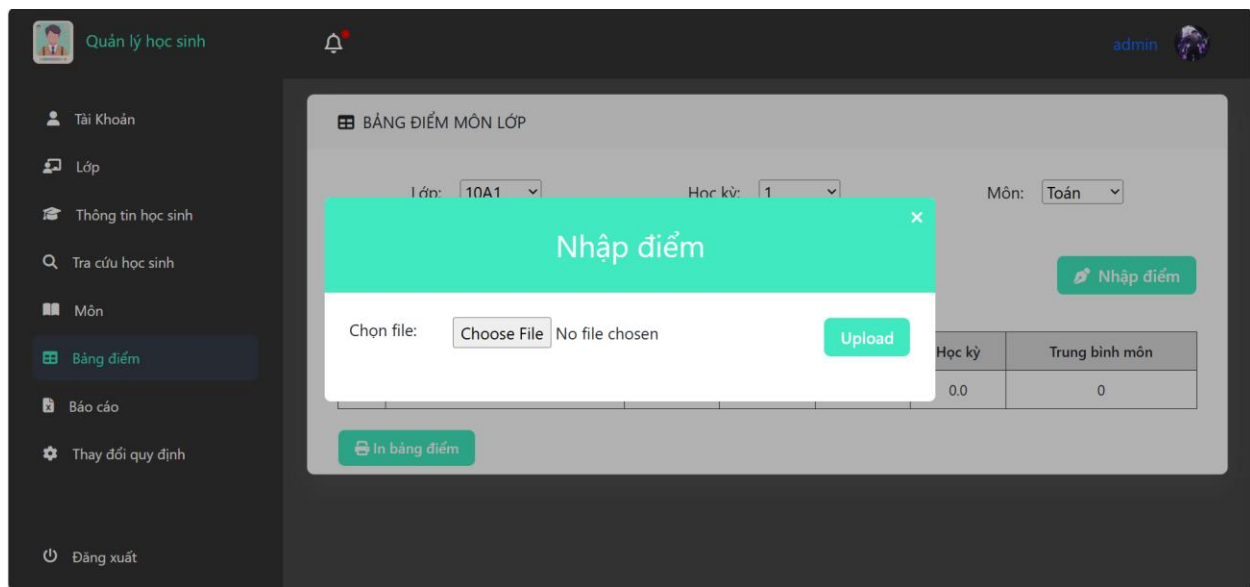 Quản lý học sinh
admin
Tài Khoản
Lớp
Thông tin học sinh
Tra cứu học sinh
Môn
Bảng điểm
Báo cáo
Thay đổi quy định
Đăng xuất
BẢNG ĐIỂM MÔN LỚP
Lớp: 10A1 Học kỳ: 1 Môn: Toán
Nhập điểm
×
Nhập điểm
Chọn file: Choose File No file chosen Upload
Học kỳ Trung bình môn
0.0 0
In bảng điểm